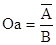 Oa = A̅/B